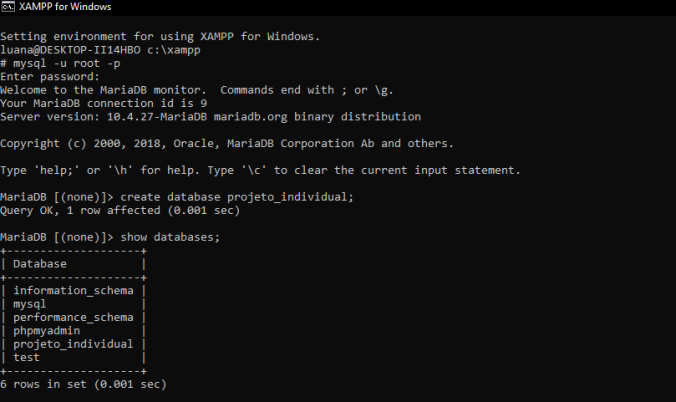 XAMPP for Windows
Setting environment for using XAMPP for Windows.
luana@DESKTOP-II14HBO c:\xampp
# mysql -u root -p
Enter password:
Welcome to the MariaDB monitor.  Commands end with ; or \g.
Your MariaDB connection id is 9
Server version: 10.4.27-MariaDB mariadb.org binary distribution
Copyright (c) 2000, 2018, Oracle, MariaDB Corporation Ab and others.
Type 'help;' or '\h' for help. Type '\c' to clear the current input statement.
MariaDB [(none)]> create database projeto_individual;
Query OK, 1 row affected (0.001 sec)
MariaDB [(none)]> show databases;
+--------------------+
| Database           |
+--------------------+
| information_schema |
| mysql              |
| performance_schema |
| phpmyadmin         |
| projeto_individual |
| test               |
+--------------------+
6 rows in set (0.001 sec)